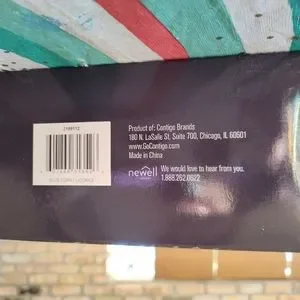 2199112
Product of: Contigo Brands
180 N. LaSalle St, Suite 700, Chicago, IL 60601
www.GoContigo.com
Made in China
newell
We would love to hear from you.
1.888.262.0622